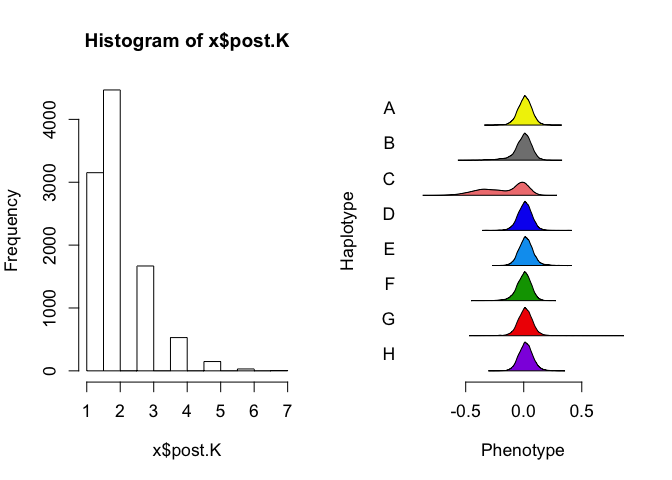 Histogram of x$post.K
Frequency
0
1000
2000
3000
4000
1 2 3 4 5 6 7
x$post.K
Haplotype
A
B
C
D
E
F
G
H
-0.5 0.0 0.5
Phenotype